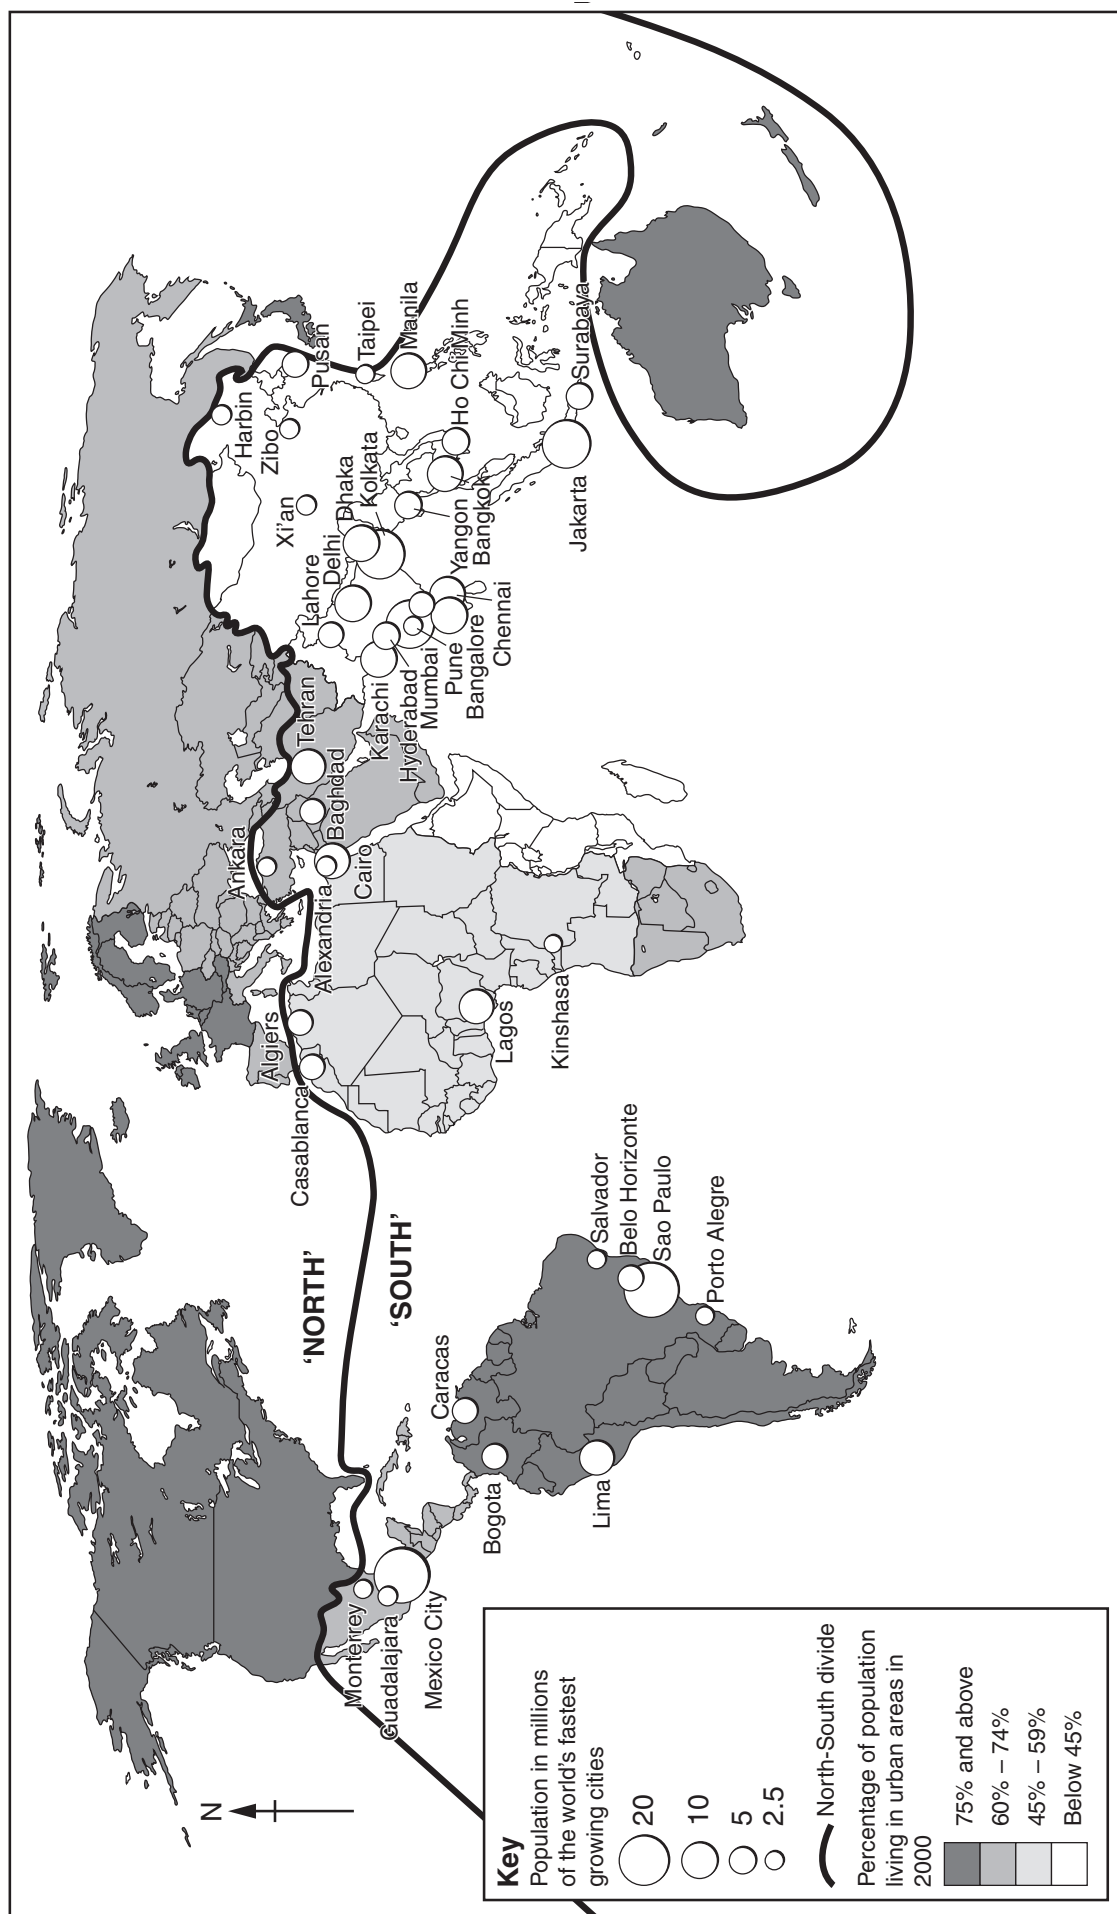 N
'NORTH'
'SOUTH'
Monterrey
Guadalajara
Mexico City
Bogota
Caracas
Lima
Salvador
Belo Horizonte
Sao Paulo
Porto Alegre
Casablanca
Algiers
Alexandria
Cairo
Ankara
Baghdad
Tehran
Lagos
Kinshasa
Karachi
Hyderabad
Mumbai
Pune
Bangalore
Chennai
Lahore
Delhi
Dhaka
Kolkata
Yangon
Bangkok
Xi'an
Zibo
Harbin
Pusan
Taipei
Manila
Ho Chi Minh
Jakarta
Surabaya
Key
Population in millions
of the world's fastest
growing cities
20
10
5
2.5
North-South divide
Percentage of population
living in urban areas in
2000
75% and above
60% – 74%
45% – 59%
Below 45%